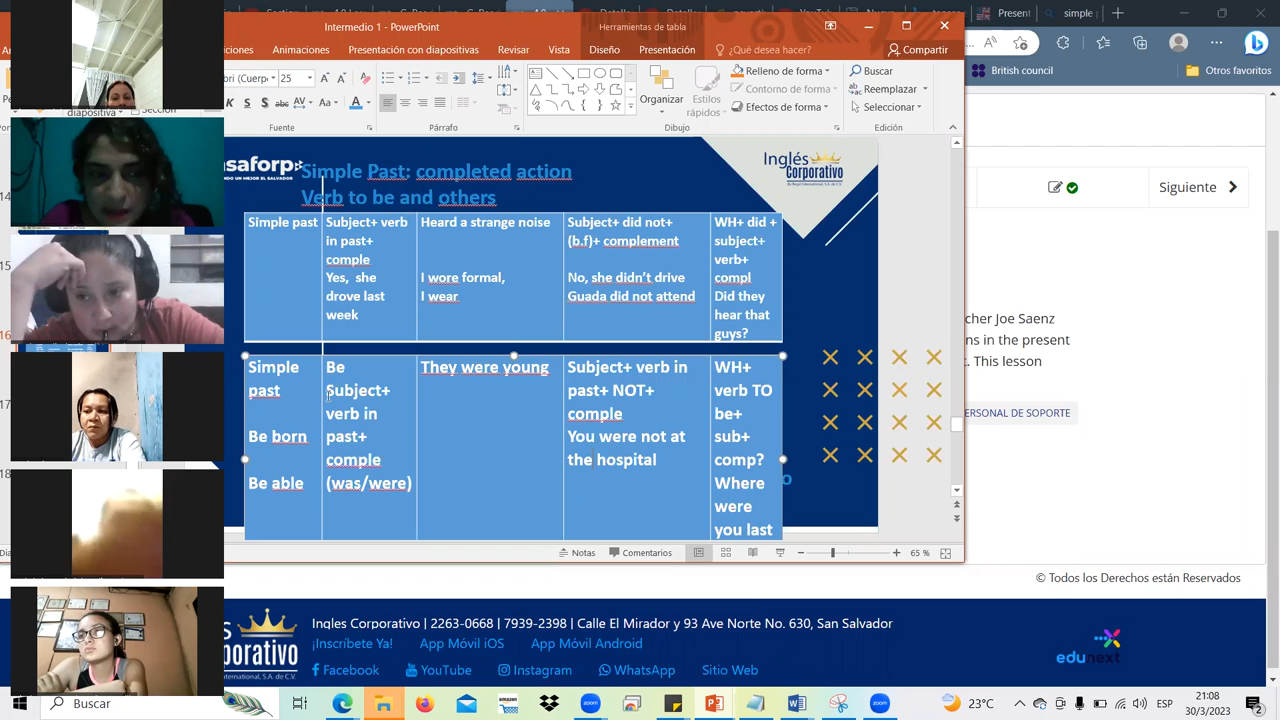 Intermedio 1 - PowerPoint
Herramientas de tabla
iciones
Animaciones
Presentación con diapositivas
Revisar
Vista
Diseño
Presentación
¿Qué desea hacer?
Compartir
25
Fuente
Párrafo
Organizar
Estilos
rápidos
Relleno de forma
Contorno de forma
Efectos de forma
Dibujo
Buscar
Reemplazar
Seleccionar
Edición
diapositiva
Present
simple
British council
Siguiente
Inglés
Corporativo
Simple Past: completed action
Verb to be and others
Simple past
Subject+ verb
in past+
comple
Yes, she
drove last
week
Heard a strange noise
I wore formal,
I wear
Subject+ did not+
(b.f)+ complement
No, she didn't drive
Guada did not attend
WH+ did +
subject+
verb+
compl
Did they
hear that
guys?
Simple
past
Be born
Be able
Be
Subject+
verb in
past+
comple
(was/were)
They were young
Subject+ verb in
past+ NOT+
comple
You were not at
the hospital
WH+
verb TO
be+
sub+
comp?
Where
were
you last
cher Joe Saenz
ns in the present
. This lesson
ERSONAL DE SOPORTE
Notas
Comentarios
65 %
© Todos los Derechos están Reservados
Ingles Corporativo | 2263-0668 | 7939-2398 | Calle El Mirador y 93 Ave Norte No. 630, San Salvador
¡Inscríbete Ya!
App Móvil iOS
App Móvil Android
Facebook
YouTube
Instagram
WhatsApp
Sitio Web
edunext
Buscar
23°C
ESP
30/3/2023
2